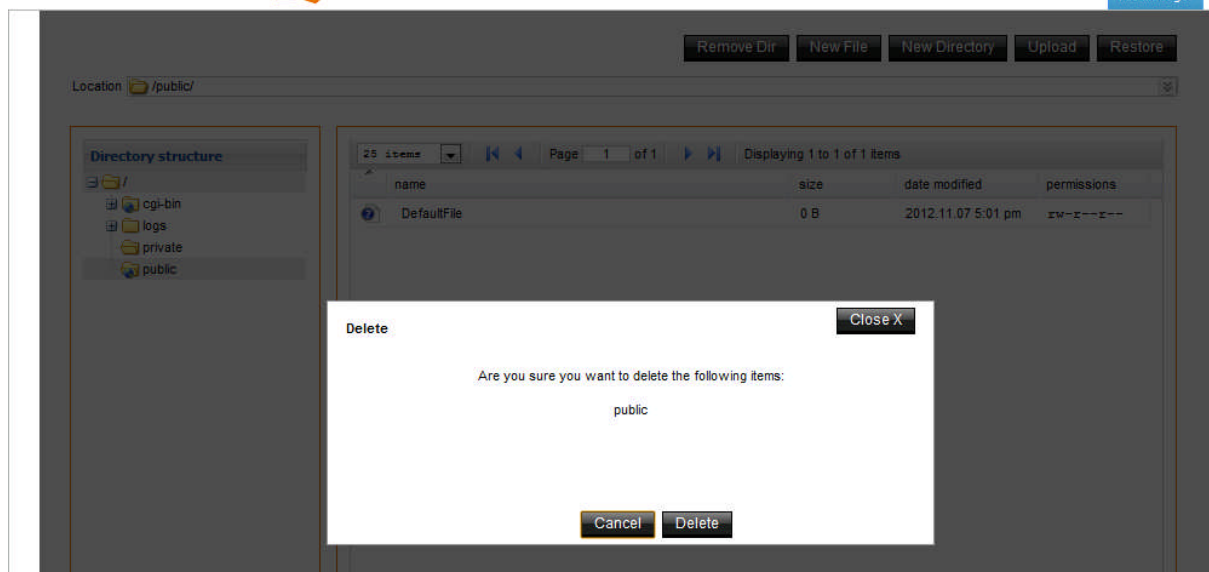 Remove Dir New File New Directory Upload Restore
Location /public/
Directory structure
25 items Page 1 of 1 Displaying 1 to 1 of 1 items
/
name size date modified permissions
cgi-bin
DefaultFile 0 B 2012.11.07 5:01 pm rw-r--r--
logs
private
public
Delete
Close X
Are you sure you want to delete the following items:
public
Cancel Delete